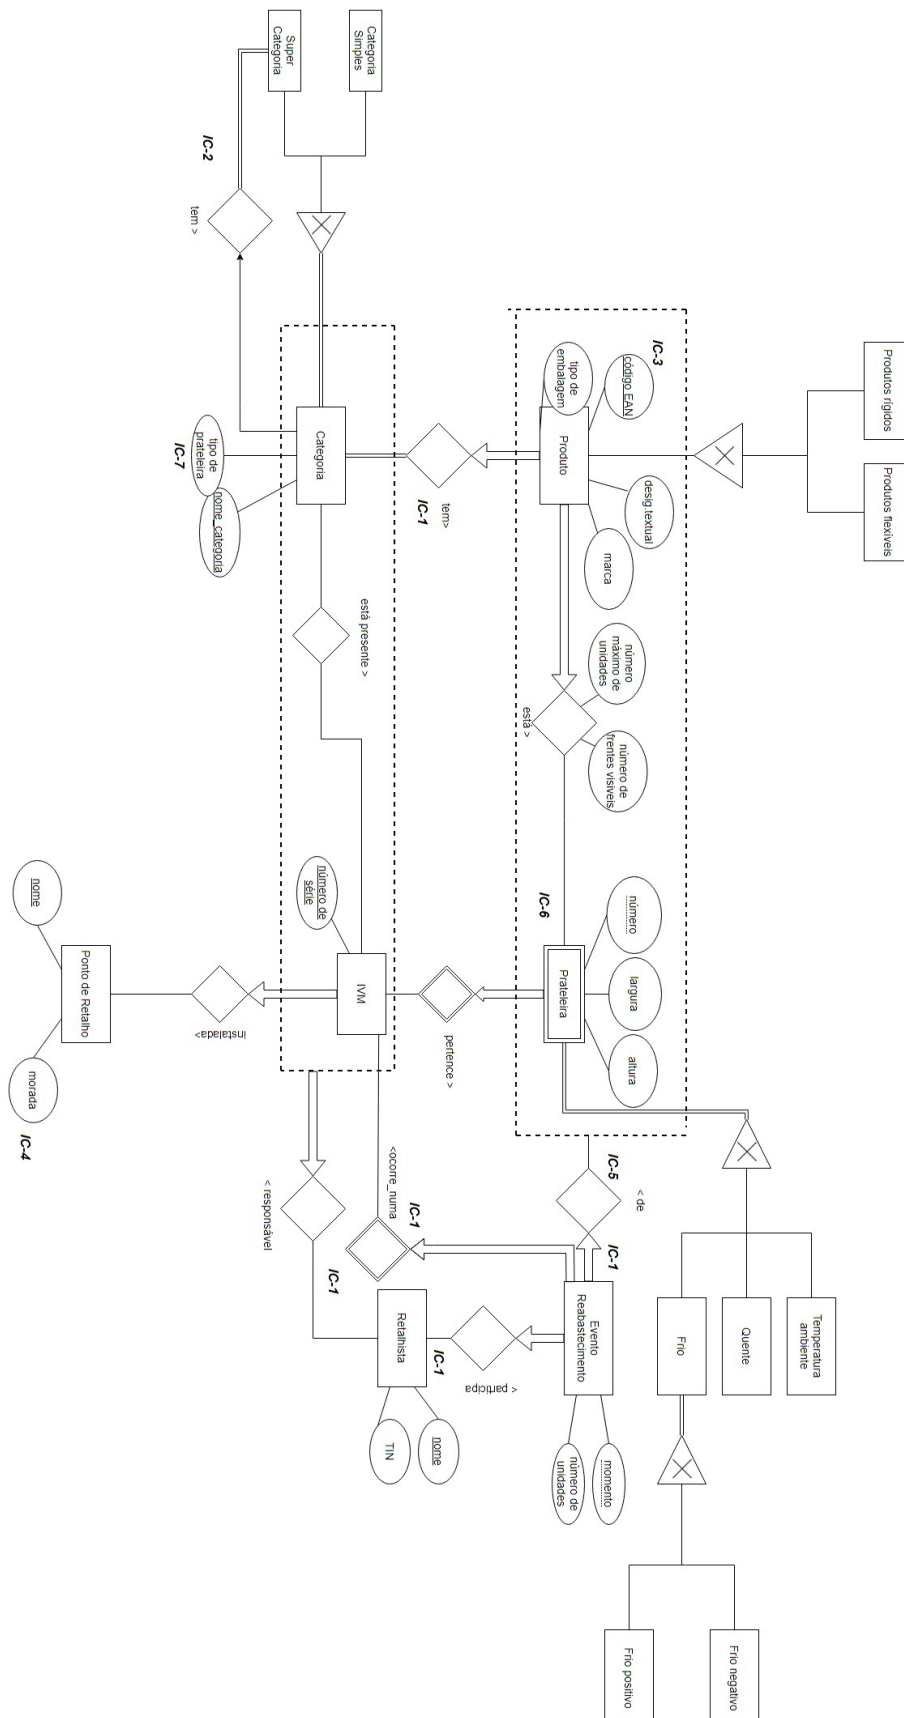 Super
Categoria
Categoria
Simples
IC-2
tem >
Categoria
tipo de
prateleira
IC-7
nome_categoria
tem>
IC-1
IC-3
código EAN
tipo de
embalagem
Produto
desig.textual
marca
Produtos rígidos
Produtos flexíveis
está presente >
número
máximo de
unidades
número de
frentes visíveis
está >
IC-6
número
largura
altura
Prateleira
pertence >
número de
série
IVM
instalada>
nome
Ponto de Retalho
morada
IC-4
< responsável
IC-1
<ocorre_numa
IC-1
IC-5
< de
IC-1
Evento
Reabastecimento
momento
número de
unidades
< participa
IC-1
Retalhista
nome
TIN
Temperatura
ambiente
Quente
Frio
Frio negativo
Frio positivo